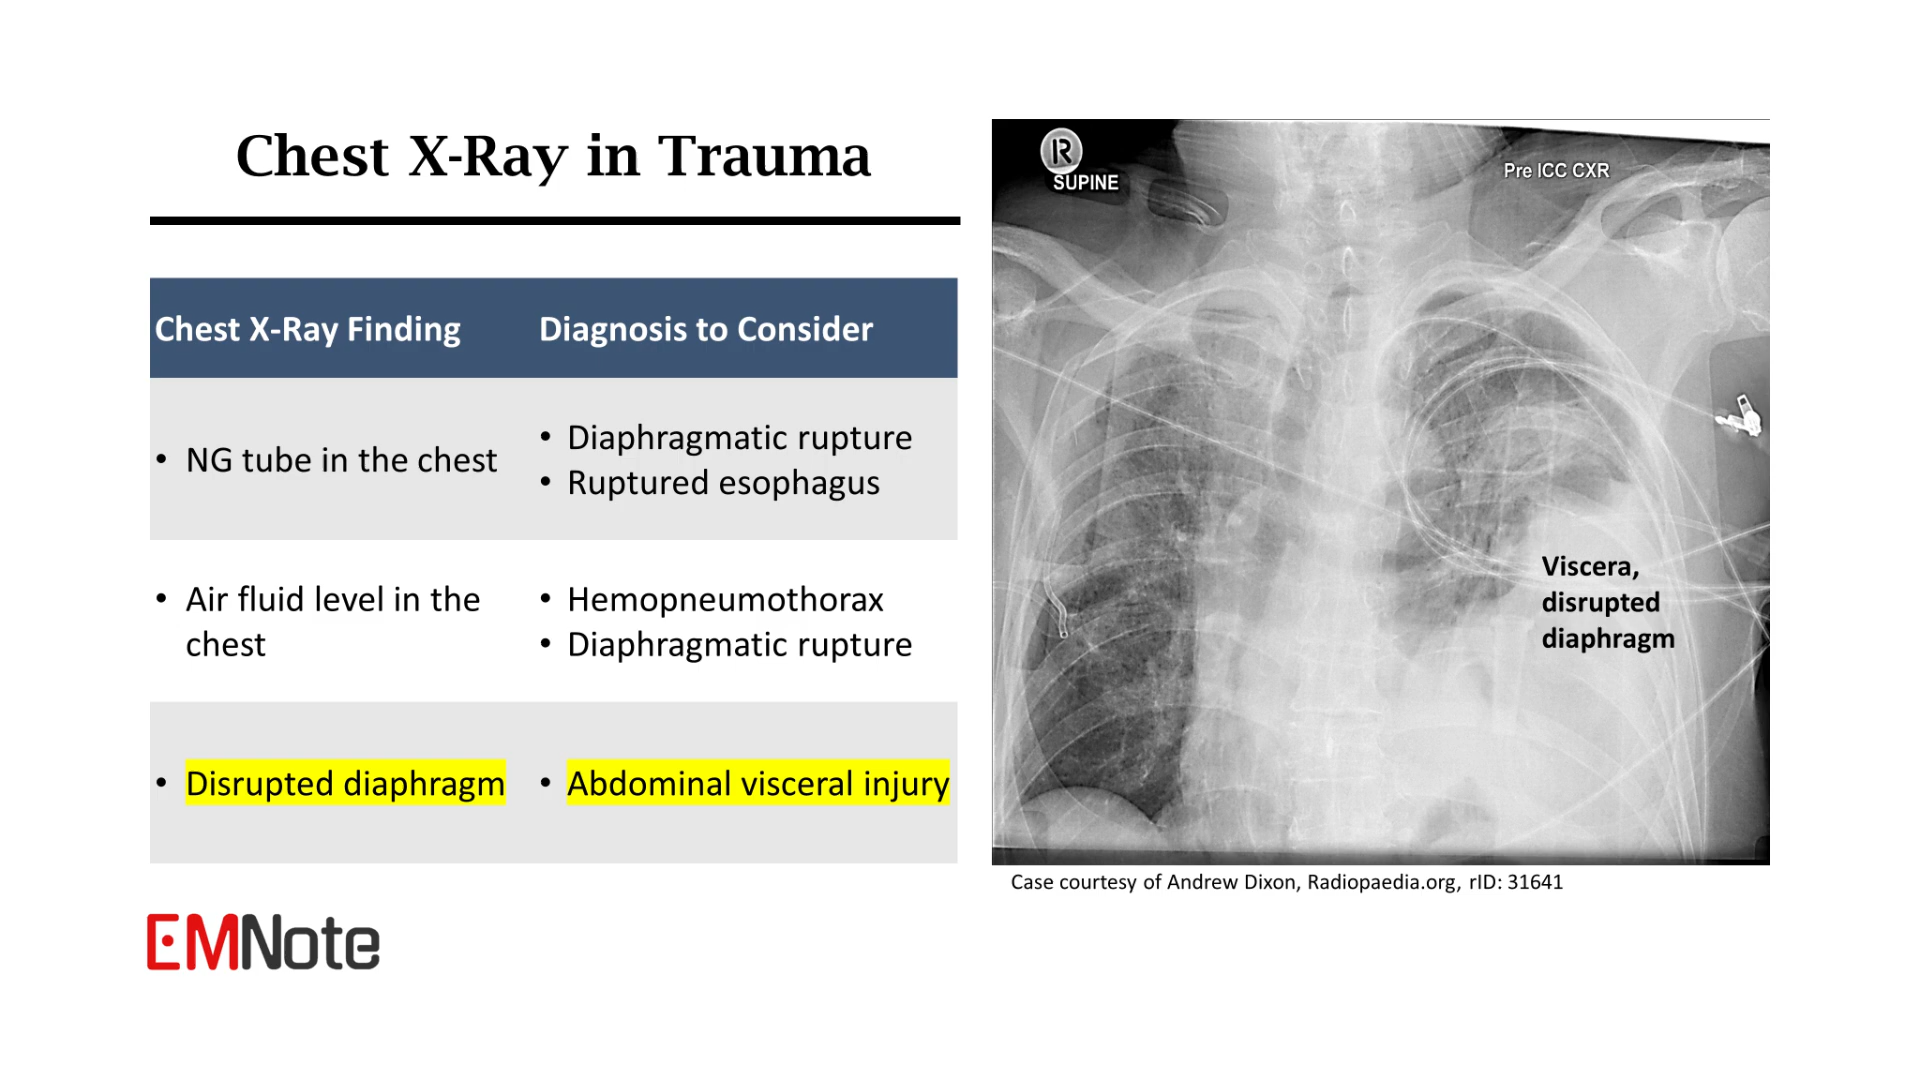 Chest X-Ray in Trauma
Chest X-Ray Finding
Diagnosis to Consider
• NG tube in the chest
• Diaphragmatic rupture
• Ruptured esophagus
• Air fluid level in the
chest
• Hemopneumothorax
• Diaphragmatic rupture
• Disrupted diaphragm
• Abdominal visceral injury
R
SUPINE
Pre ICC CXR
Viscera,
disrupted
diaphragm
Case courtesy of Andrew Dixon, Radiopaedia.org, rID: 31641
EMNote